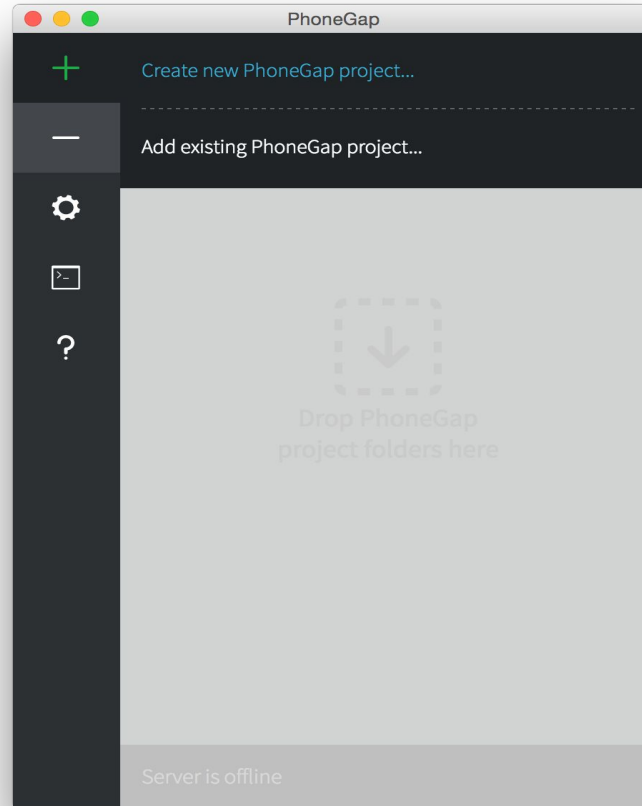 PhoneGap
Create new PhoneGap project...
Add existing PhoneGap project...
>_
?
Drop PhoneGap
project folders here
Server is offline